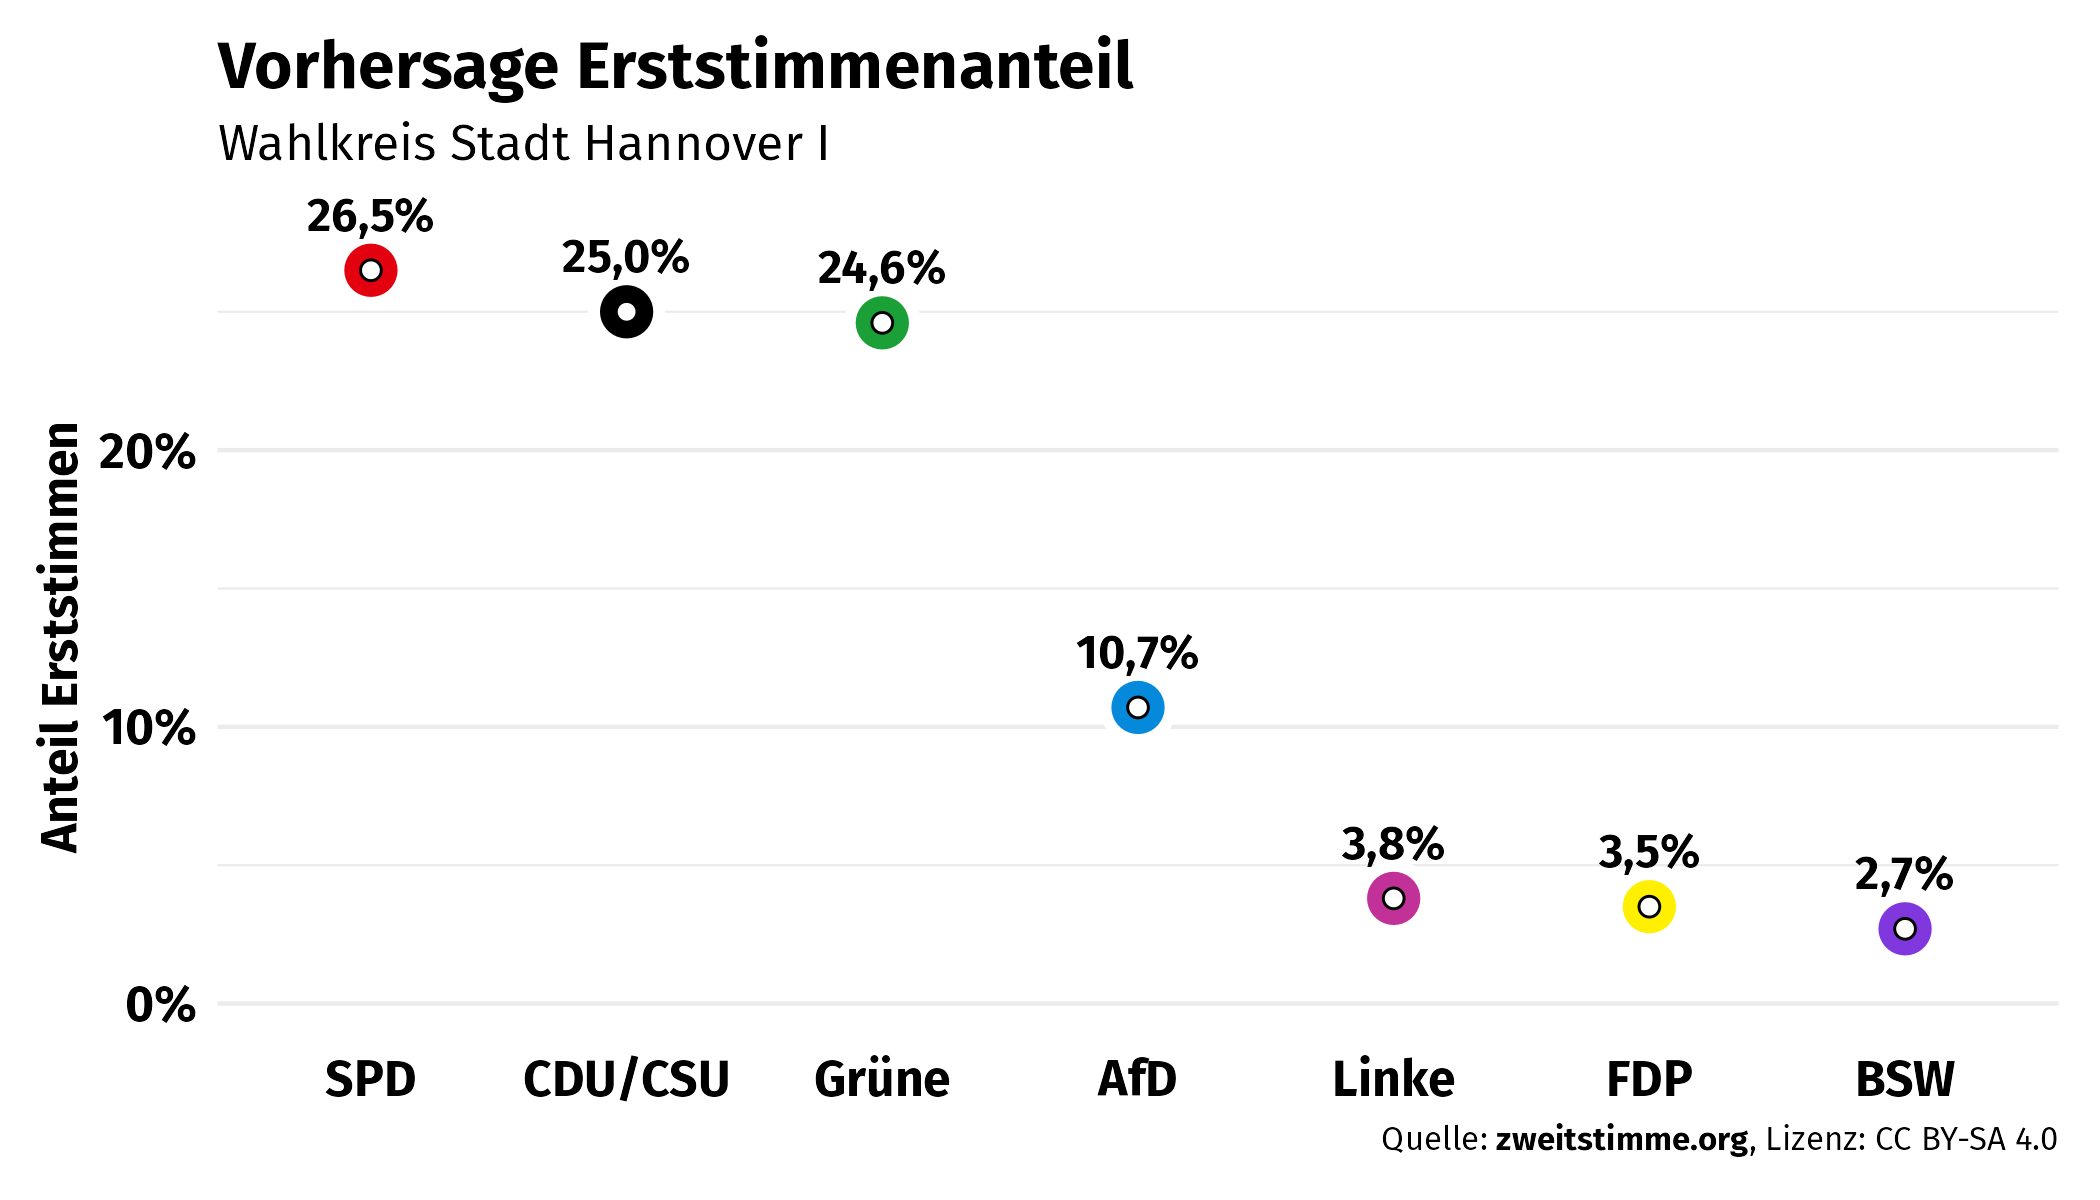 Vorhersage Erststimmenanteil
Wahlkreis Stadt Hannover I
26,5%
25,0%
24,6%
20%
10,7%
10%
3,8%
3,5%
2,7%
0%
Anteil Erststimmen
SPD CDU/CSU Grüne AfD Linke FDP BSW
Quelle: zweitstimme.org, Lizenz: CC BY-SA 4.0